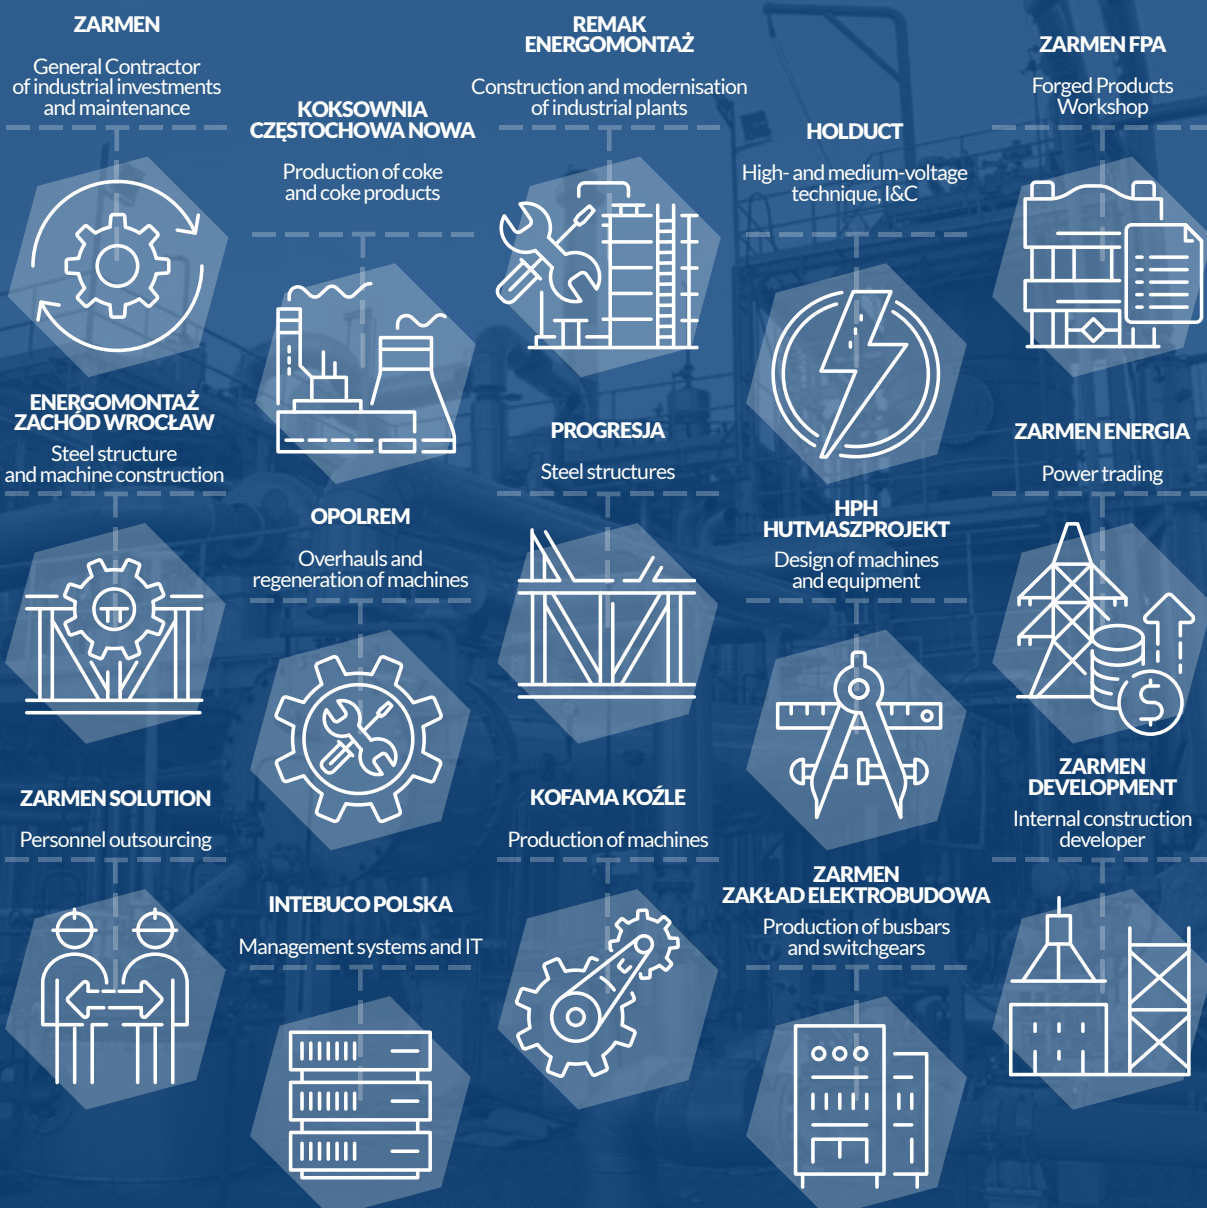 ZARMEN
General Contractor
of industrial investments
and maintenance
KOKSOWNIA
CZĘSTOCHOWA NOWA
Production of coke
and coke products
REMAK
ENERGOMONTAŻ
Construction and modernisation
of industrial plants
HOLDUCT
High- and medium-voltage
technique, I&C
ZARMEN FPA
Forged Products
Workshop
ENERGOMONTAŻ
ZACHÓD WROCŁAW
Steel structure
and machine construction
OPOLREM
Overhauls and
regeneration of machines
PROGRESJA
Steel structures
HPH
HUTMASZPROJEKT
Design of machines
and equipment
ZARMEN ENERGIA
Power trading
$
ZARMEN SOLUTION
Personnel outsourcing
INTEBUCO POLSKA
Management systems and IT
KOFAMA KOŹLE
Production of machines
ZARMEN
ZAKŁAD ELEKTROBUDOWA
Production of busbars
and switchgears
ZARMEN
DEVELOPMENT
Internal construction
developer